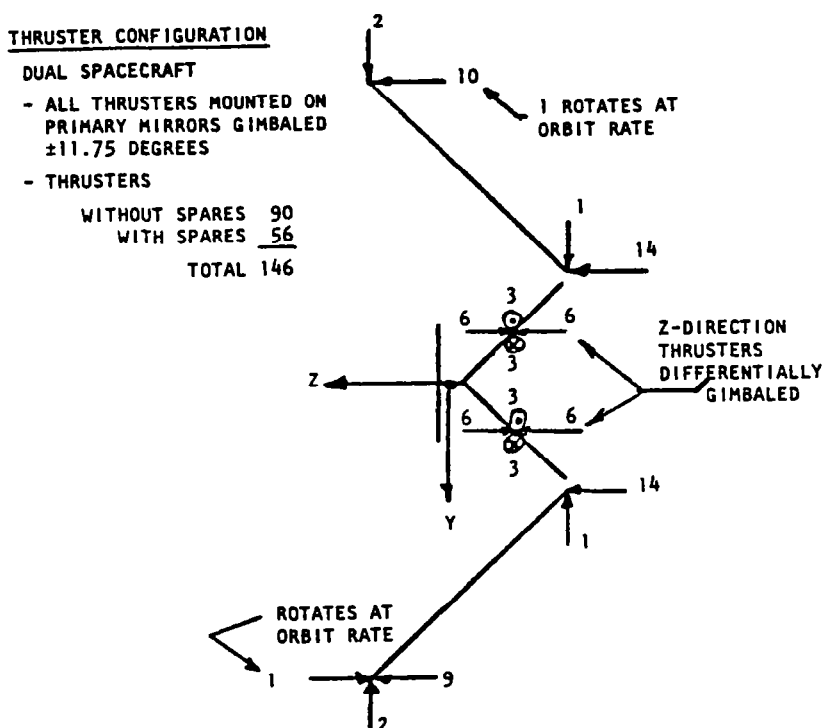 THRUSTER CONFIGURATION
DUAL SPACECRAFT
- ALL THRUSTERS MOUNTED ON
PRIMARY MIRRORS GIMBALED
±11.75 DEGREES
- THRUSTERS
WITHOUT SPARES 90
WITH SPARES 56
TOTAL 146
2
10
1 ROTATES AT
ORBIT RATE
1
14
3
6 6
3
Z-DIRECTION
THRUSTERS
DIFFERENTIALLY
GIMBALED
Z
3
6 6
3
14
Y
1
ROTATES AT
ORBIT RATE
1
9
2